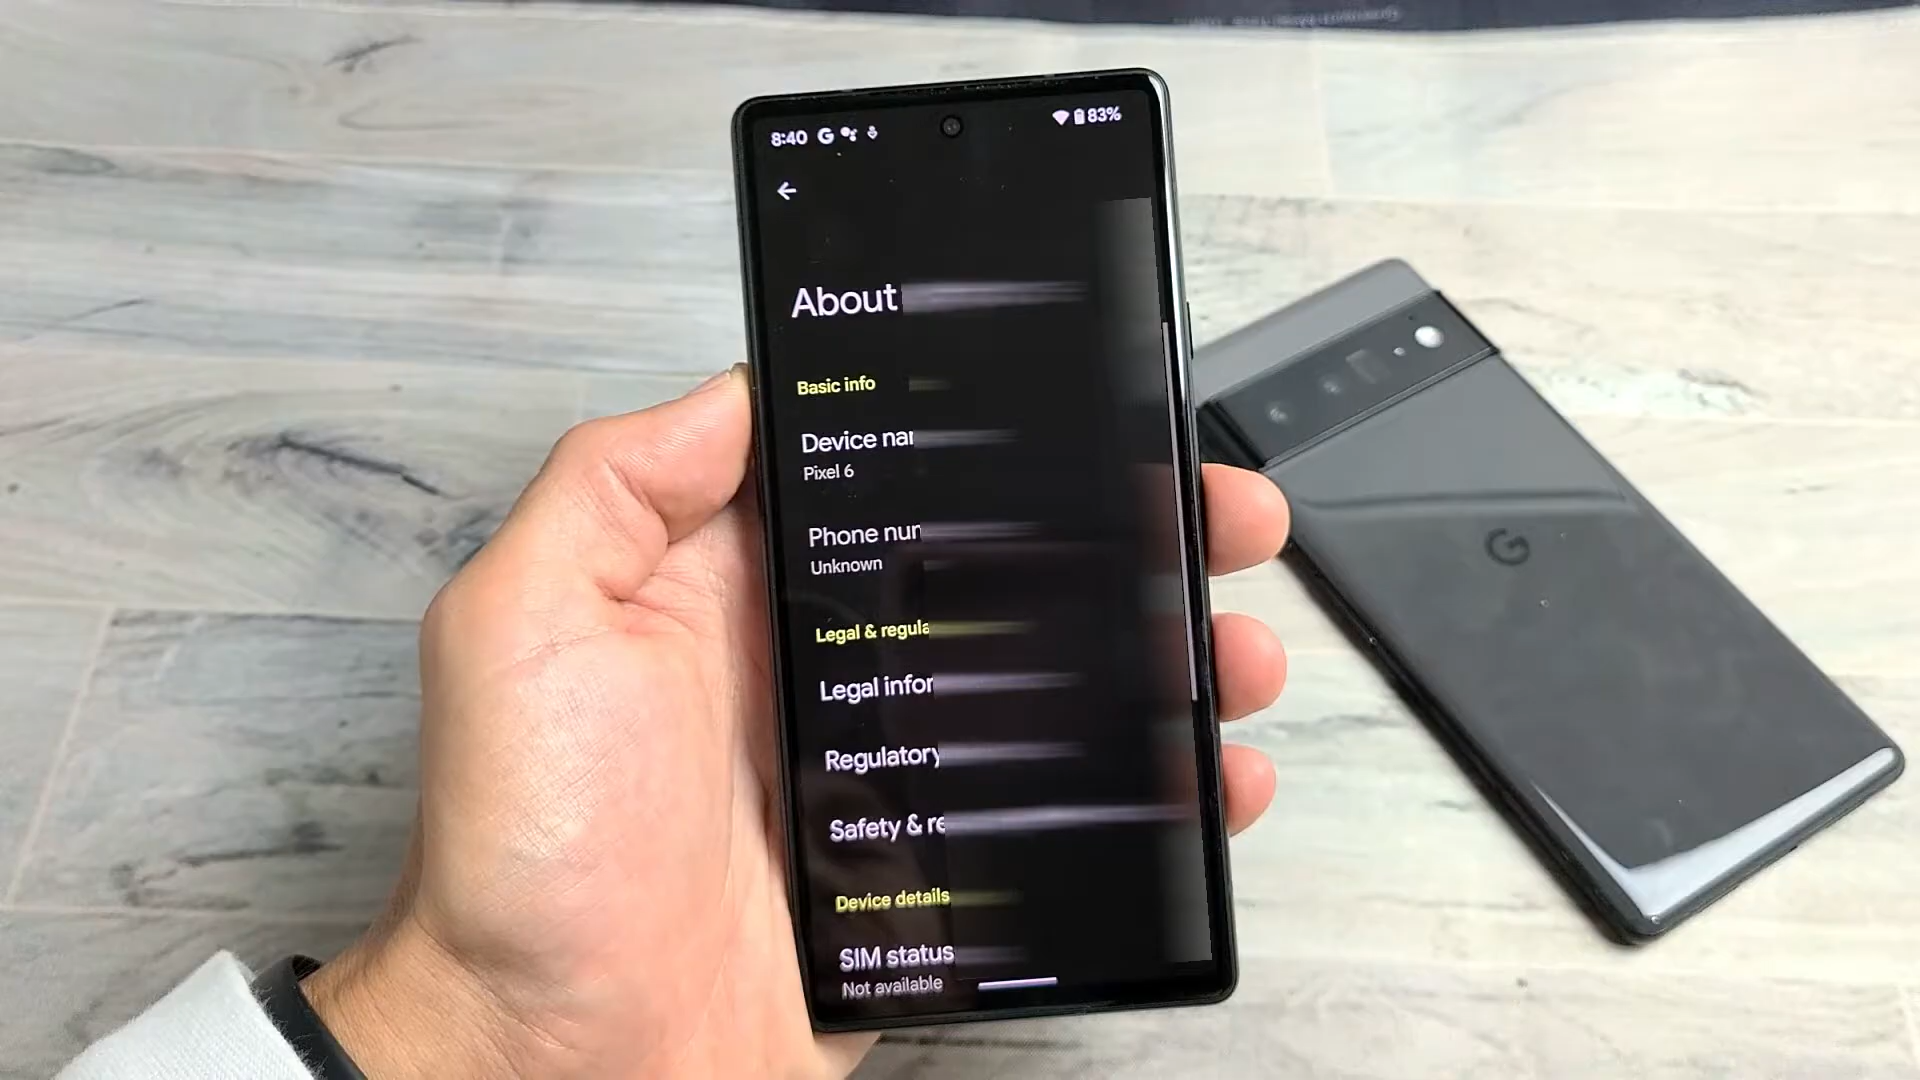 8:40 G 83%
About
Basic info
Device nar
Pixel 6
Phone nur
Unknown
Legal & regula
Legal infor
Regulatory
Safety & re
Device details
SIM status
Not available
G